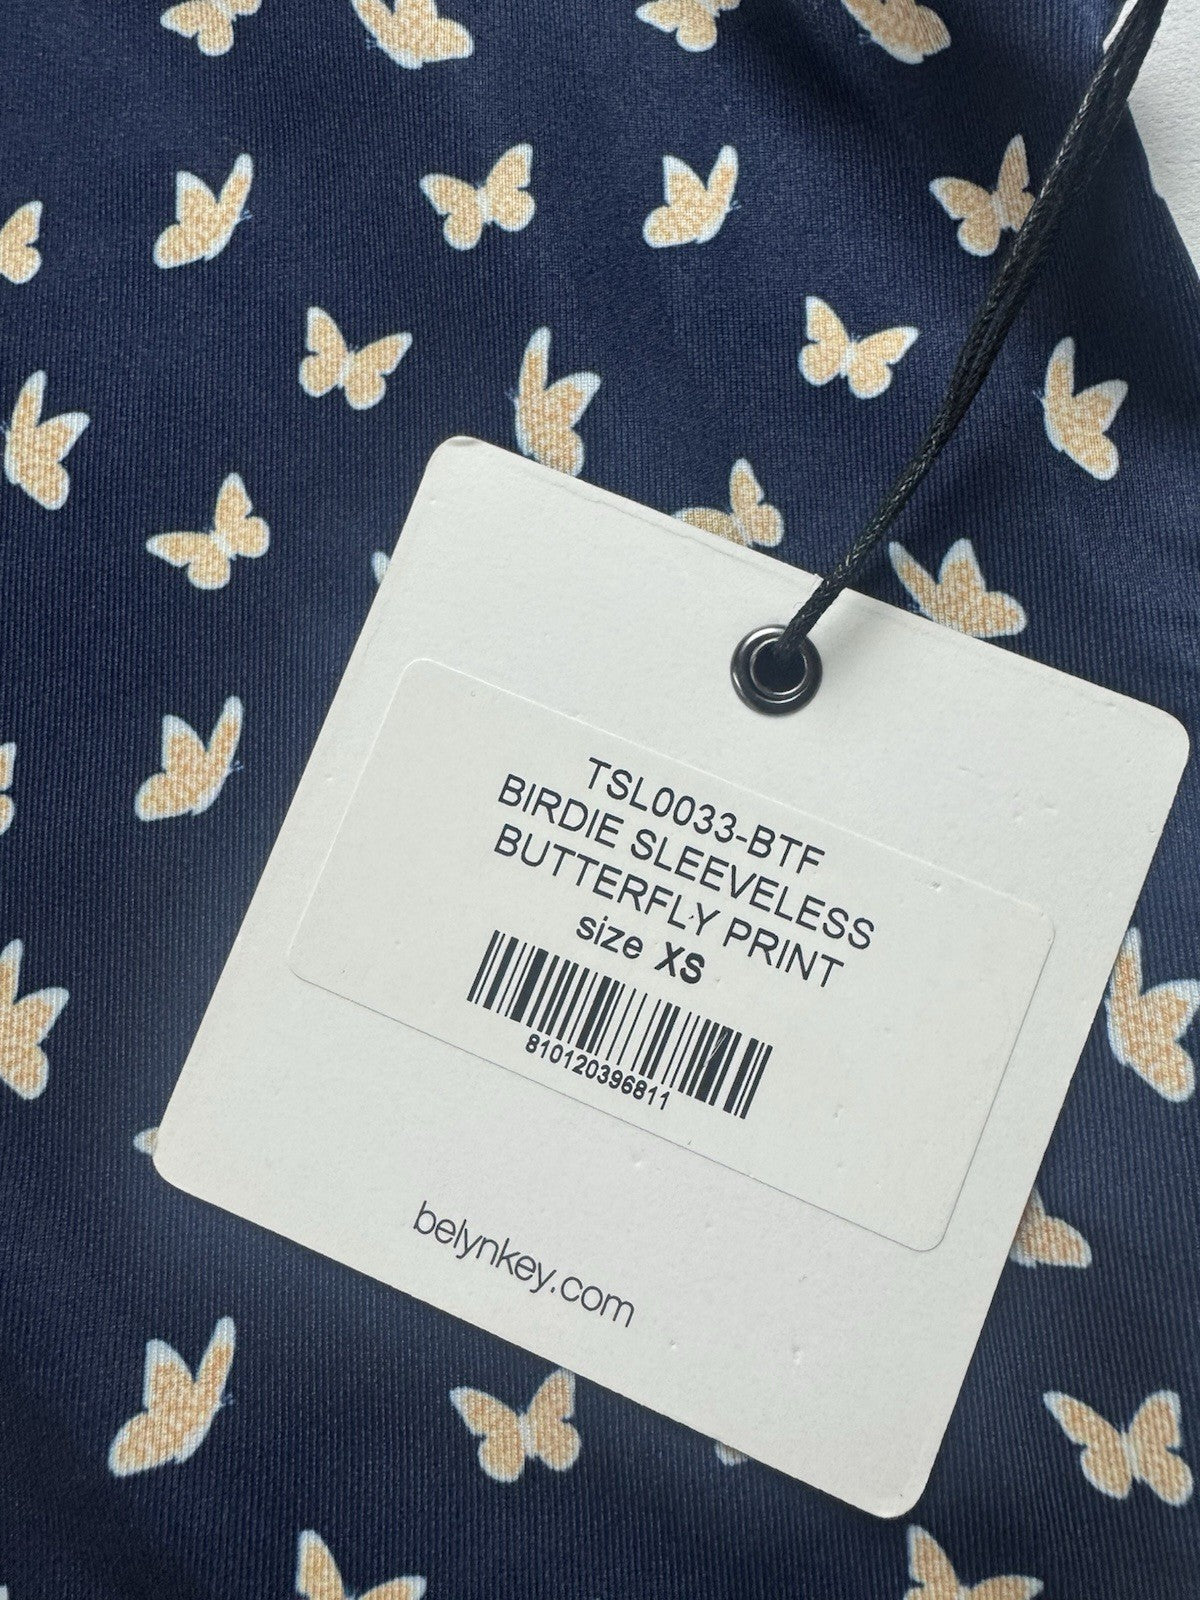 TSL0033-BTF
BIRDIE SLEEVELESS
BUTTERFLY PRINT
size XS
810120396811
belynkey.com